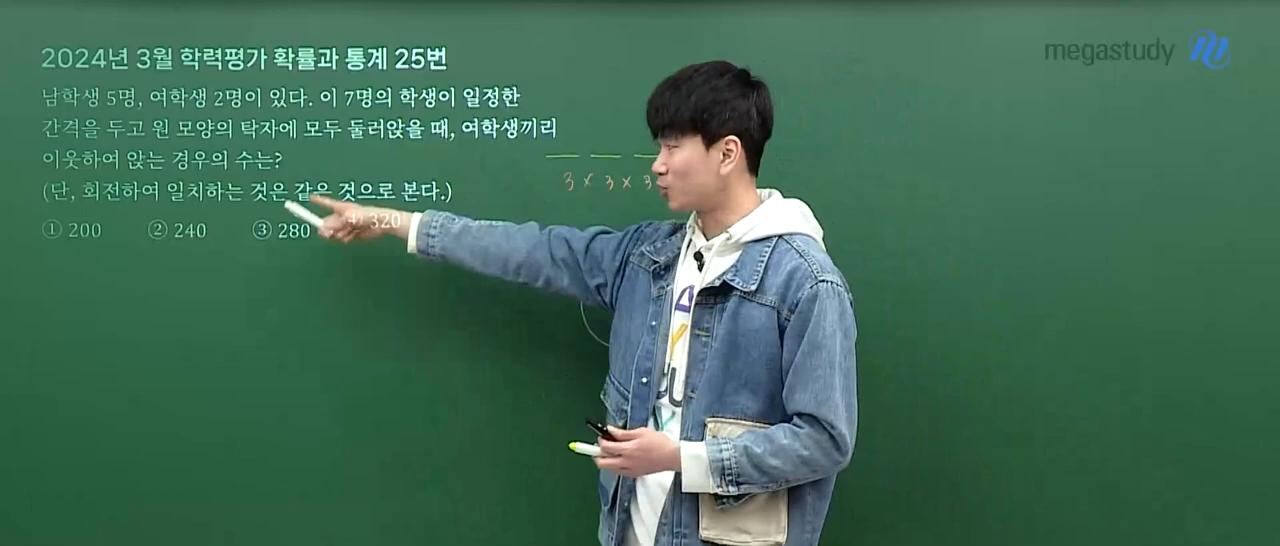 2024년 3월 학력평가 확률과 통계 25번
megastudy
남학생 5명, 여학생 2명이 있다. 이 7명의 학생이 일정한
간격을 두고 원 모양의 탁자에 모두 둘러앉을 때, 여학생끼리
이웃하여 앉는 경우의 수는?
(단, 회전하여 일치하는 것은 같은 것으로 본다.)
3 × 3 × 3
① 200 ② 240 ③ 280 ④ 320